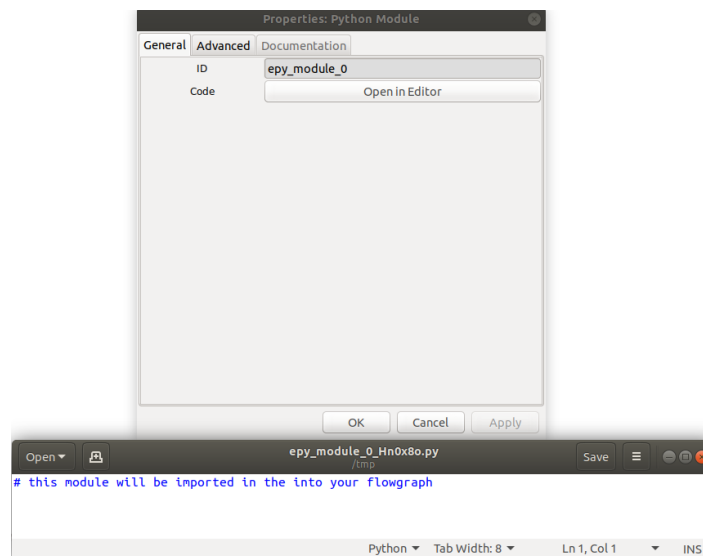 Properties: Python Module
General Advanced Documentation
ID epy_module_0
Code Open in Editor
OK Cancel Apply
Open epy_module_0_Hn0x8o.py Save
/tmp
# this module will be imported in the into your flowgraph
Python Tab Width: 8 Ln 1, Col 1 INS